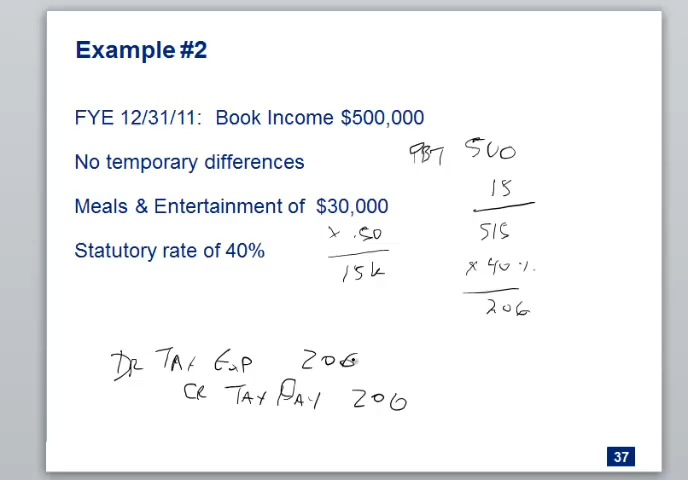 Example #2
FYE 12/31/11: Book Income $500,000
PBT 500
No temporary differences
15
Meals & Entertainment of $30,000
515
x .50
Statutory rate of 40%
15k
x 40%
206
DR TAX EXP 206
CR TAX PAY 206
37